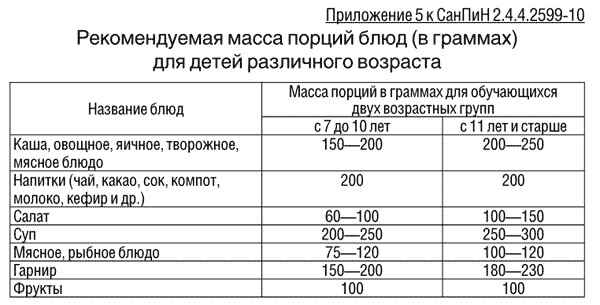 Приложение 5 к СанПиН 2.4.4.2599-10
Рекомендуемая масса порций блюд (в граммах)
для детей различного возраста
Название блюд
Масса порций в граммах для обучающихся
двух возрастных групп
с 7 до 10 лет
с 11 лет и старше
Каша, овощное, яичное, творожное,
мясное блюдо
150—200
200—250
Напитки (чай, какао, сок, компот,
молоко, кефир и др.)
200
200
Салат
60—100
100—150
Суп
200—250
250—300
Мясное, рыбное блюдо
75—120
100—120
Гарнир
150—200
180—230
Фрукты
100
100